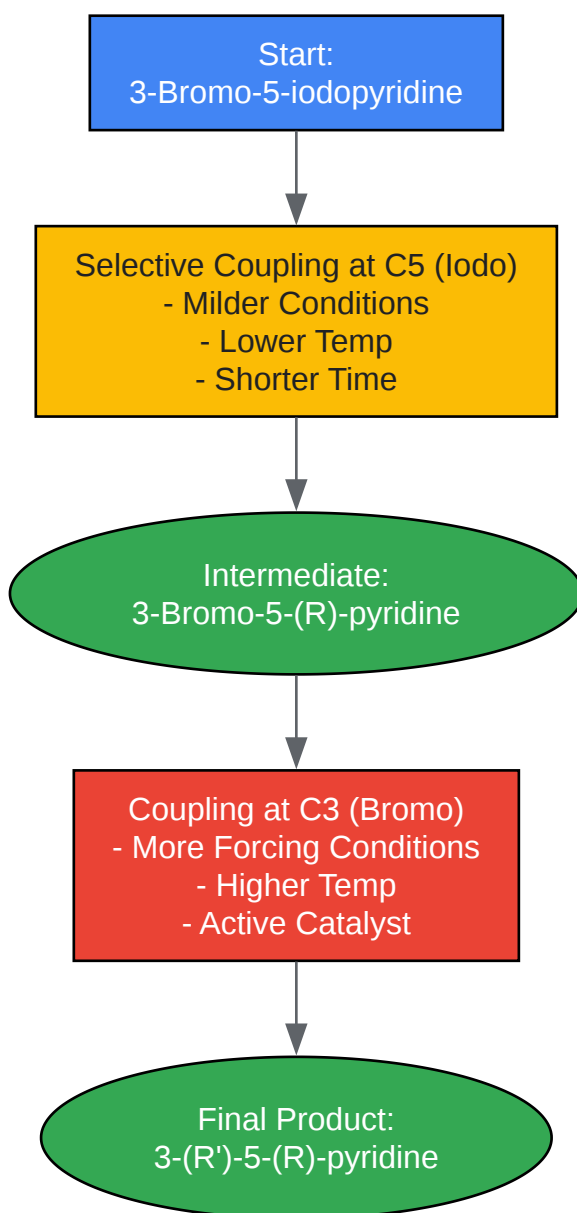 Start:
3-Bromo-5-iodopyridine
Selective Coupling at C5 (Iodo)
- Milder Conditions
- Lower Temp
- Shorter Time
Intermediate:
3-Bromo-5-(R)-pyridine
Coupling at C3 (Bromo)
- More Forcing Conditions
- Higher Temp
- Active Catalyst
Final Product:
3-(R')-5-(R)-pyridine